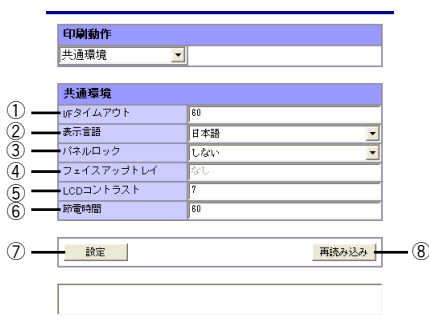 印刷動作
共通環境
共通環境
① I/Fタイムアウト 60
② 表示言語 日本語
③ パネルロック しない
④ フェイスアップトレイ なし
⑤ LCDコントラスト 7
⑥ 節電時間 60
⑦ 設定 再読み込み ⑧